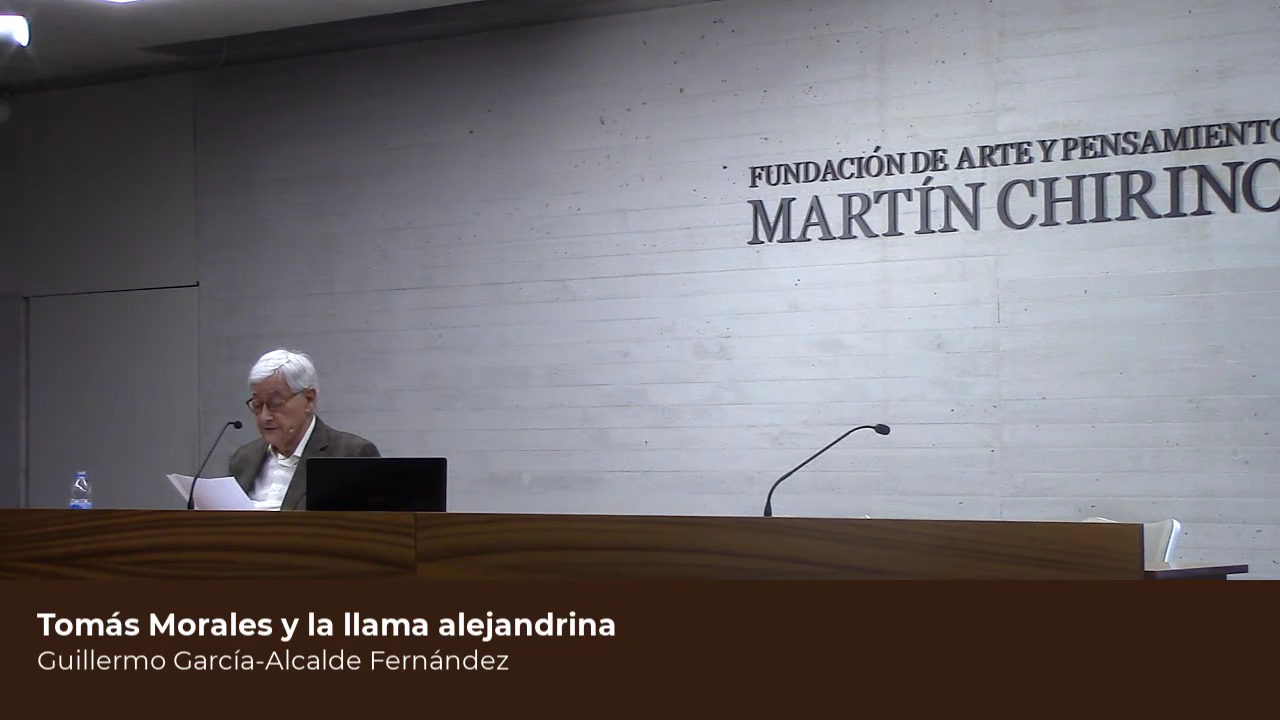 FUNDACIÓN DE ARTE Y PENSAMIENTO
MARTÍN CHIRINO
Tomás Morales y la llama alejandrina
Guillermo García-Alcalde Fernández